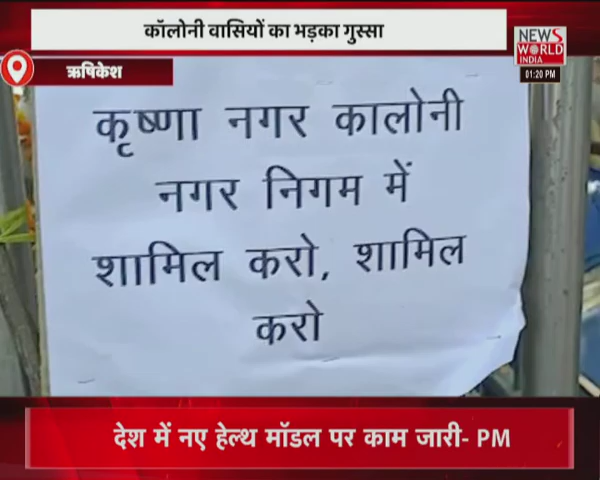 कॉलोनी वासियों का भड़का गुस्सा
NEWS
WORLD
INDIA
01:20 PM
ऋषिकेश
कृष्णा नगर कालोनी
नगर निगम में
शामिल करो, शामिल
करो
देश में नए हेल्थ मॉडल पर काम जारी- PM